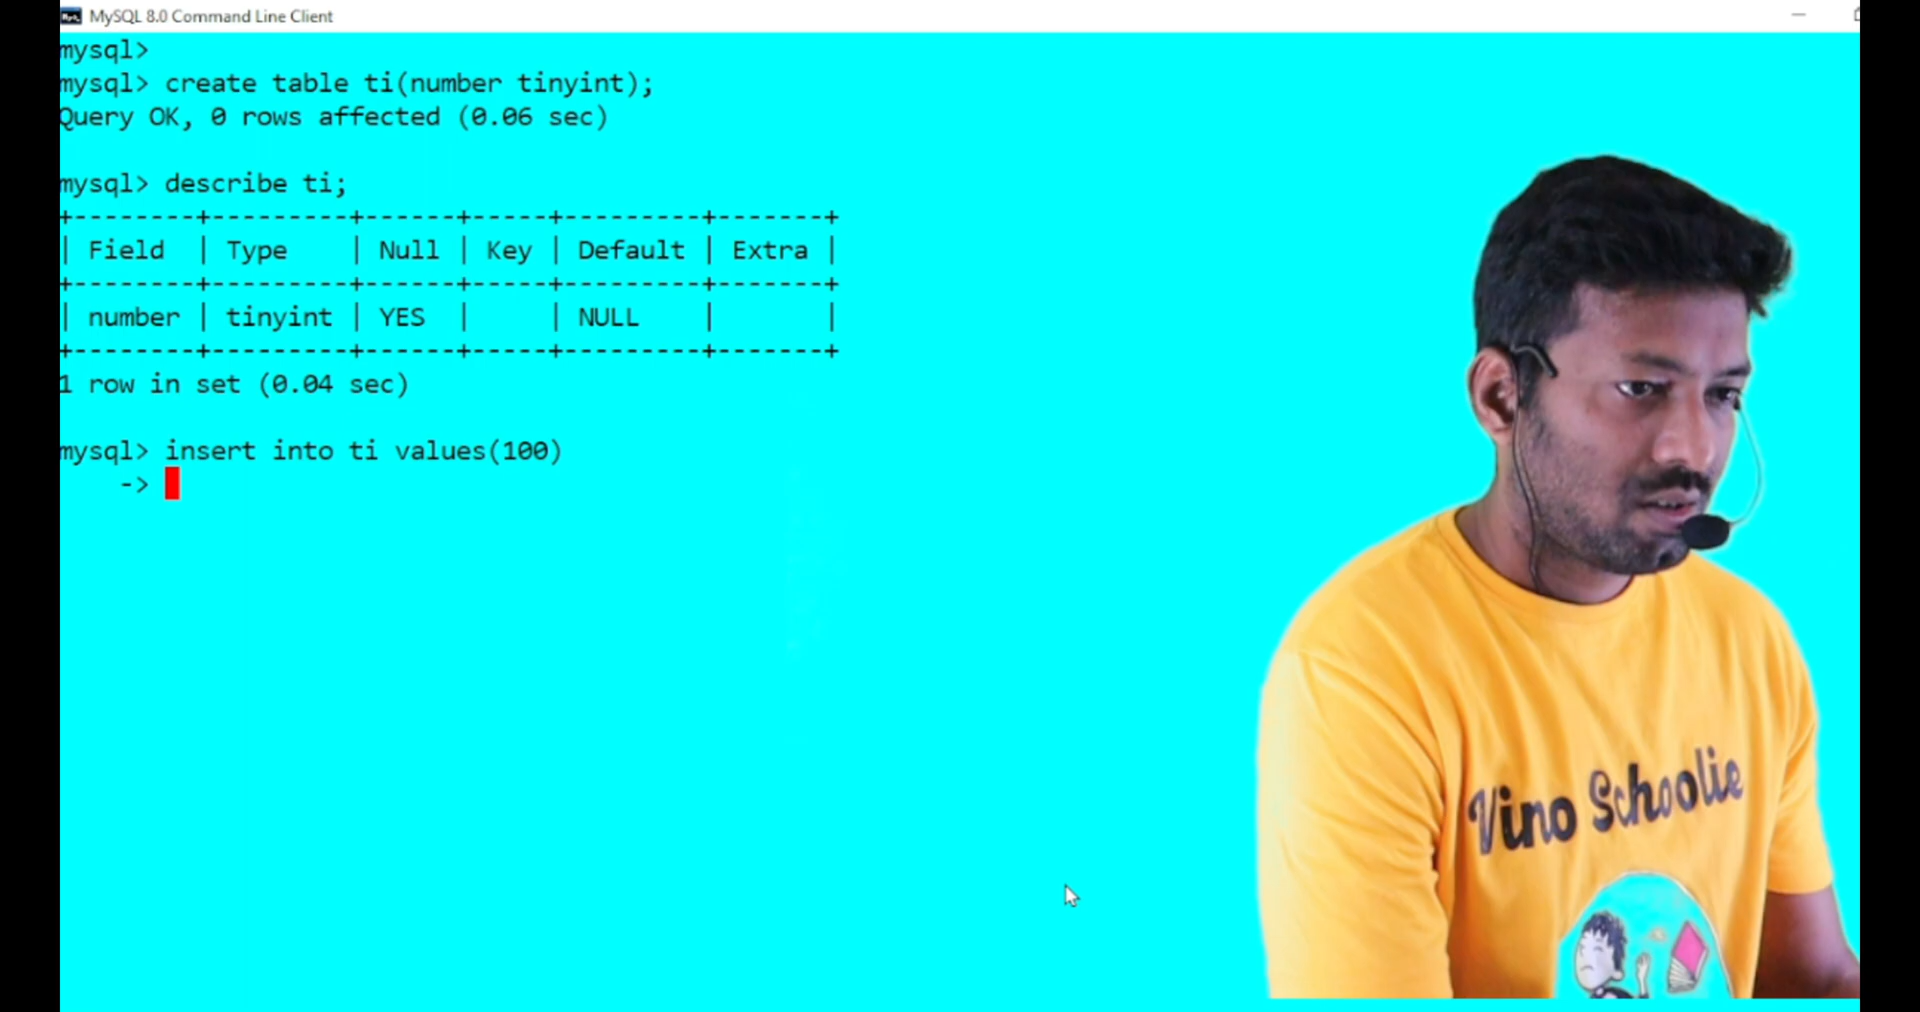 MySQL 8.0 Command Line Client
mysql>
mysql> create table ti(number tinyint);
Query OK, 0 rows affected (0.06 sec)
mysql> describe ti;
+--------+---------+------+-----+---------+-------+
| Field  | Type    | Null | Key | Default | Extra |
+--------+---------+------+-----+---------+-------+
| number | tinyint | YES  |     | NULL    |       |
+--------+---------+------+-----+---------+-------+
1 row in set (0.04 sec)
mysql> insert into ti values(100)
    ->
Vino Schoolie